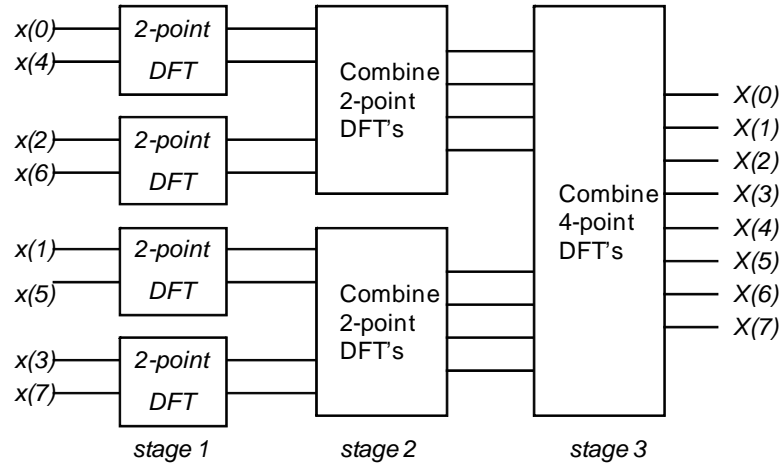 x(0)
x(4)
2-point
DFT
x(2)
x(6)
2-point
DFT
x(1)
x(5)
2-point
DFT
x(3)
x(7)
2-point
DFT
Combine
2-point
DFT's
Combine
2-point
DFT's
Combine
4-point
DFT's
X(0)
X(1)
X(2)
X(3)
X(4)
X(5)
X(6)
X(7)
stage 1
stage 2
stage 3